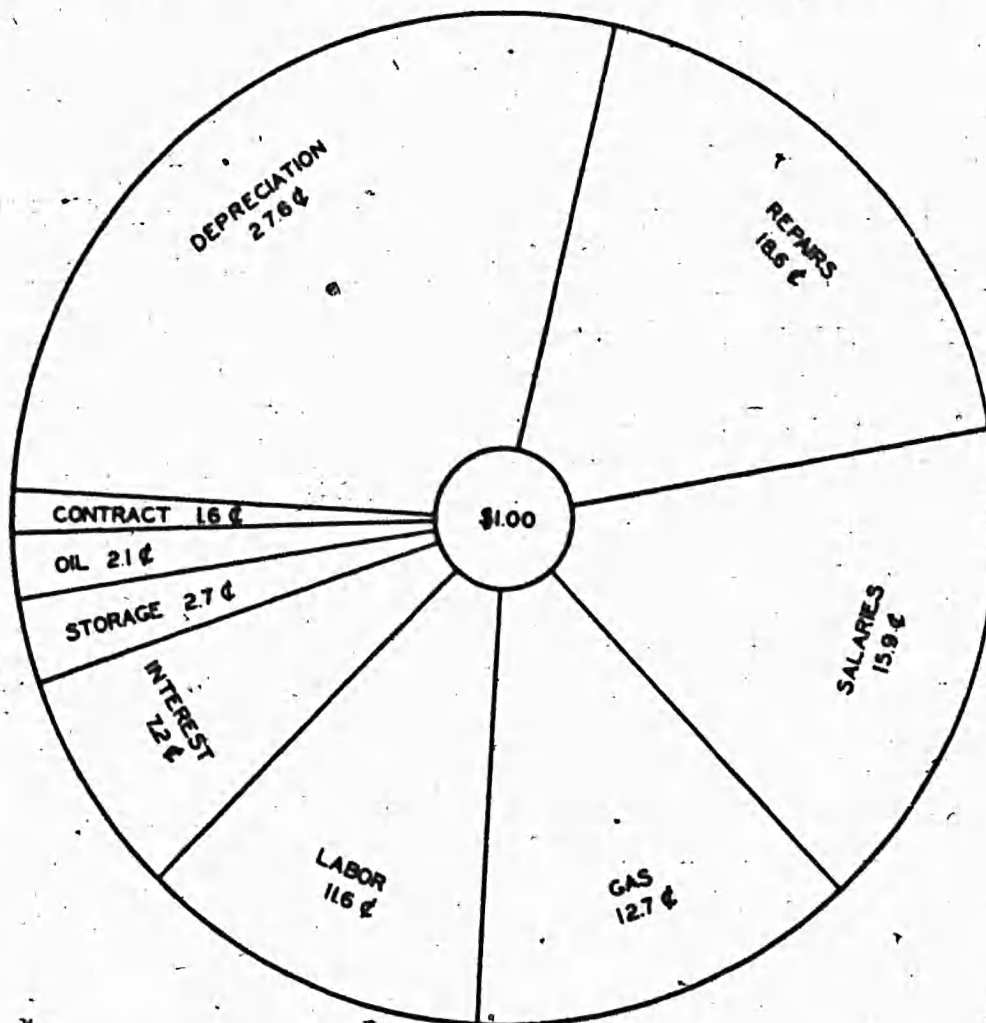 DEPRECIATION
27.6 ¢
REPAIRS
18.6 ¢
CONTRACT 1.6 ¢
$1.00
OIL 2.1 ¢
STORAGE 2.7 ¢
SALARIES
15.9 ¢
INTEREST
7.2 ¢
LABOR
11.6 ¢
GAS
12.7 ¢